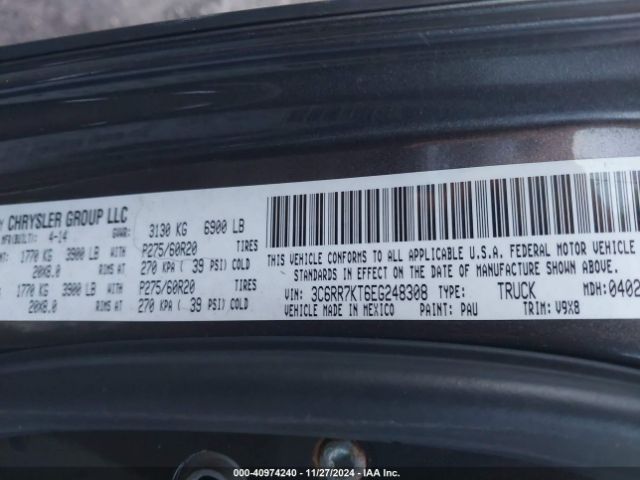 Y CHRYSLER GROUP LLC
MFR(BUILT): 4-14 GVWR: 3130 KG 6900 LB
NT: 1770 KG 3900 LB WITH P275/60R20 TIRES
20X8.0 RIMS AT 270 KPA ( 39 PSI) COLD
R: 1770 KG 3900 LB WITH P275/60R20 TIRES
20X8.0 RIMS AT 270 KPA ( 39 PSI) COLD
THIS VEHICLE CONFORMS TO ALL APPLICABLE U.S.A. FEDERAL MOTOR VEHICLE
STANDARDS IN EFFECT ON THE DATE OF MANUFACTURE SHOWN ABOVE.
VIN: 3C6RR7KT6EG248308 TYPE: TRUCK MDH: 0402
VEHICLE MADE IN MEXICO PAINT: PAU TRIM: V9X8
000-40974240 - 11/27/2024 - IAA Inc.